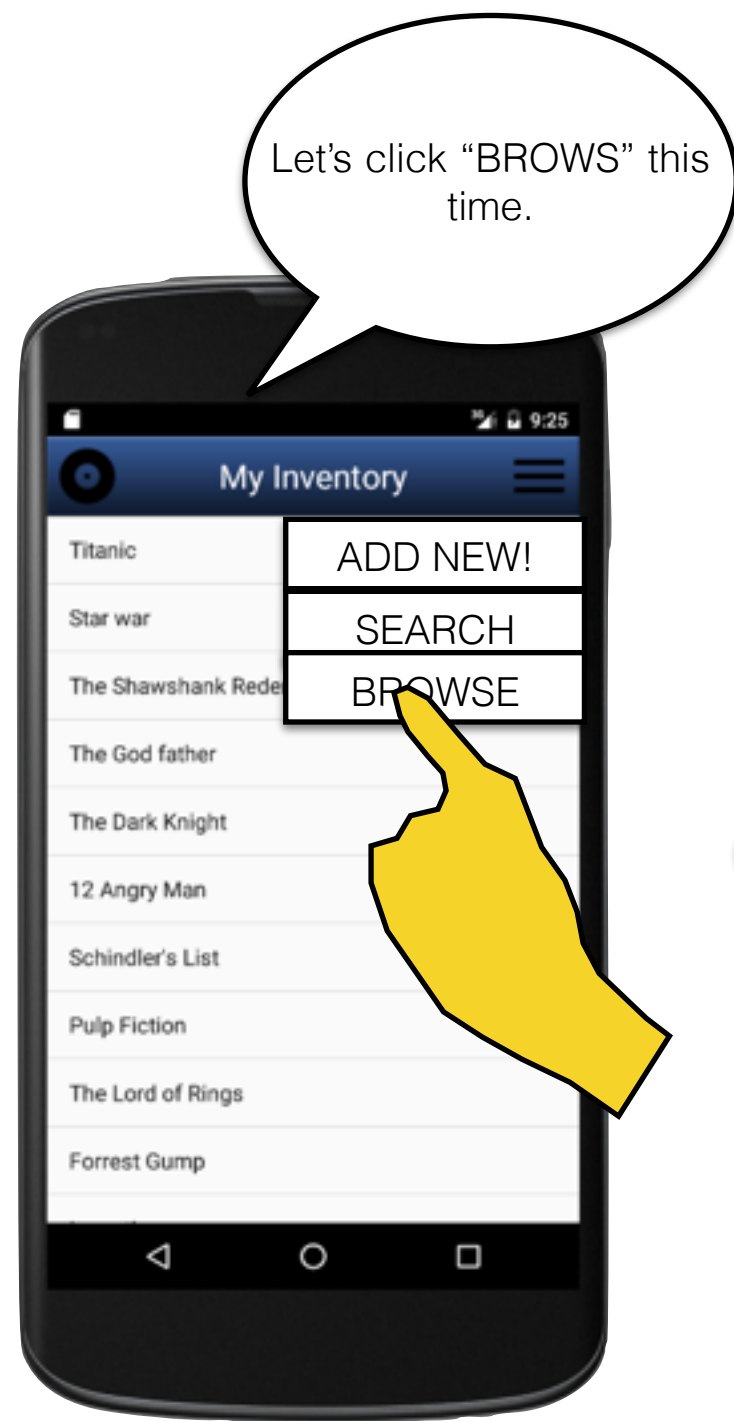 Let’s click “BROWS” this
time.
9:25
My Inventory
Titanic
ADD NEW!
Star war
SEARCH
The Shawshank Rede
BROWSE
The God father
The Dark Knight
12 Angry Man
Schindler's List
Pulp Fiction
The Lord of Rings
Forrest Gump